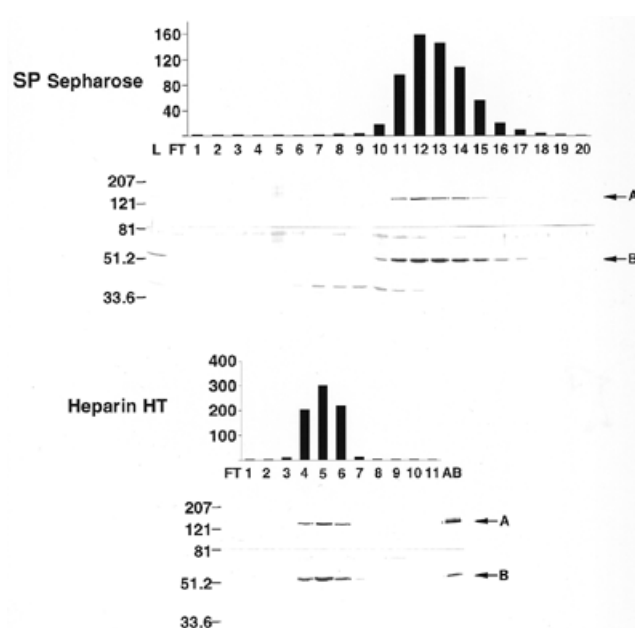 160
SP Sepharose
120
80
40
L FT 1 2 3 4 5 6 7 8 9 10 11 12 13 14 15 16 17 18 19 20
207
121 A
81
51.2 B
33.6
400
300
Heparin HT
200
100
FT 1 2 3 4 5 6 7 8 9 10 11 AB
207
121 A
81
51.2 B
33.6